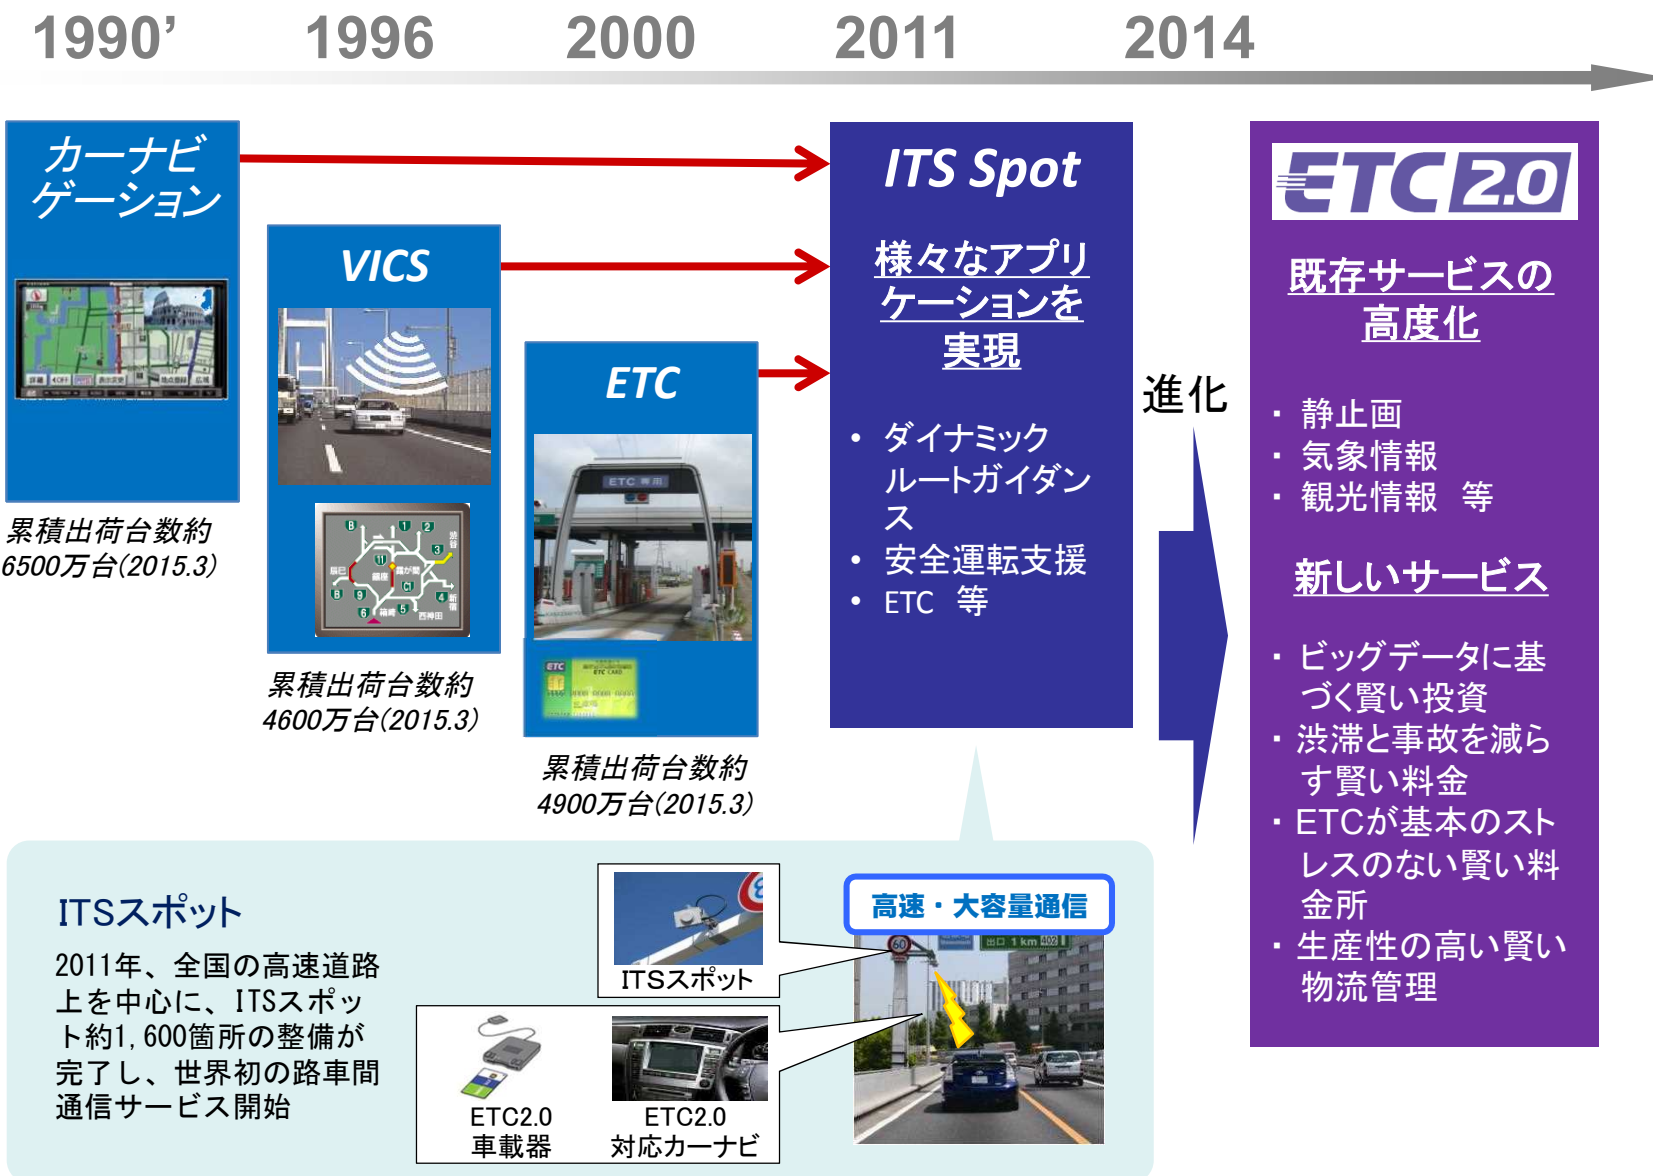 1990’
1996
2000
2011
2014
カーナビ
ゲーション
累積出荷台数約
6500万台(2015.3)
VICS
累積出荷台数約
4600万台(2015.3)
ETC
ETC 専用
ETC
ETC CARD
累積出荷台数約
4900万台(2015.3)
ITS Spot
様々なアプリ
ケーションを
実現
• ダイナミック
ルートガイダン
ス
• 安全運転支援
• ETC 等
進化
ETC 2.0
既存サービスの
高度化
・ 静止画
・ 気象情報
・ 観光情報 等
新しいサービス
・ ビッグデータに基
づく賢い投資
・ 渋滞と事故を減ら
す賢い料金
・ ETCが基本のスト
レスのない賢い料
金所
・ 生産性の高い賢い
物流管理
ITSスポット
2011年、全国の高速道路
上を中心に、ITSスポッ
ト約1,600箇所の整備が
完了し、世界初の路車間
通信サービス開始
ITSスポット
ETC2.0
車載器
ETC2.0
対応カーナビ
高速・大容量通信
60
出口 1 km 402